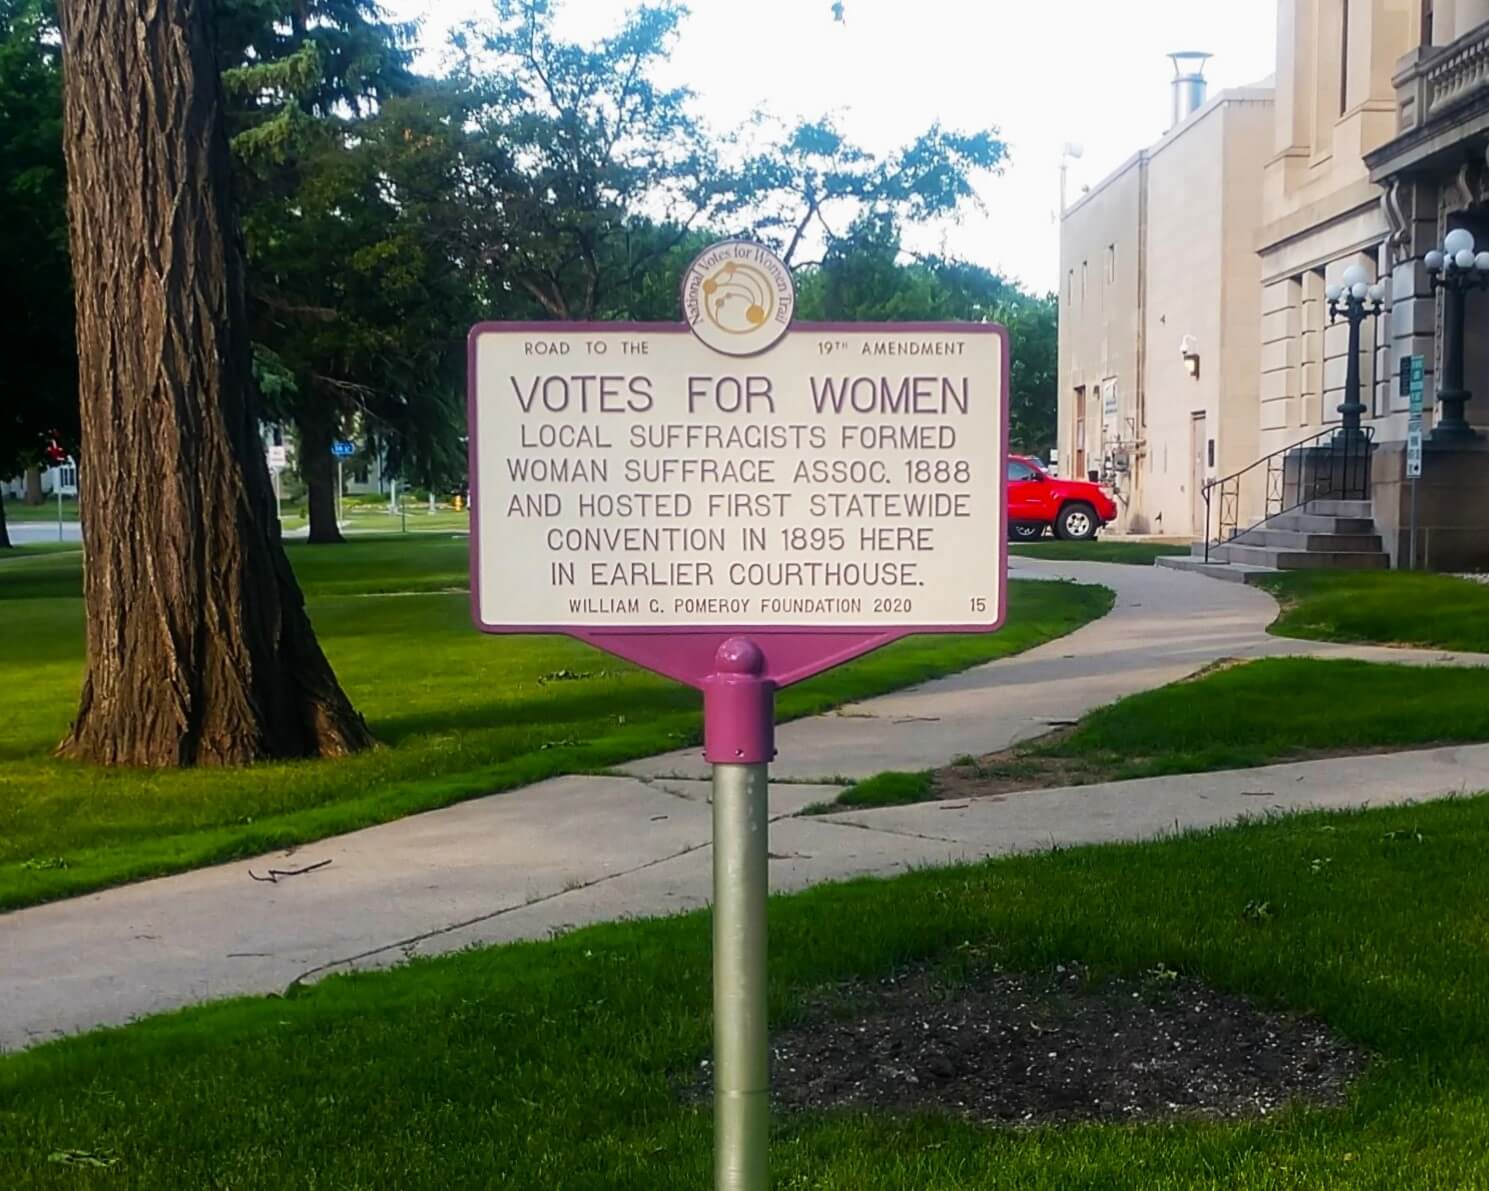 National Votes for Women Trail
ROAD TO THE 19TH AMENDMENT
VOTES FOR WOMEN
LOCAL SUFFRAGISTS FORMED
WOMAN SUFFRAGE ASSOC. 1888
AND HOSTED FIRST STATEWIDE
CONVENTION IN 1895 HERE
IN EARLIER COURTHOUSE.
WILLIAM G. POMEROY FOUNDATION 2020 15